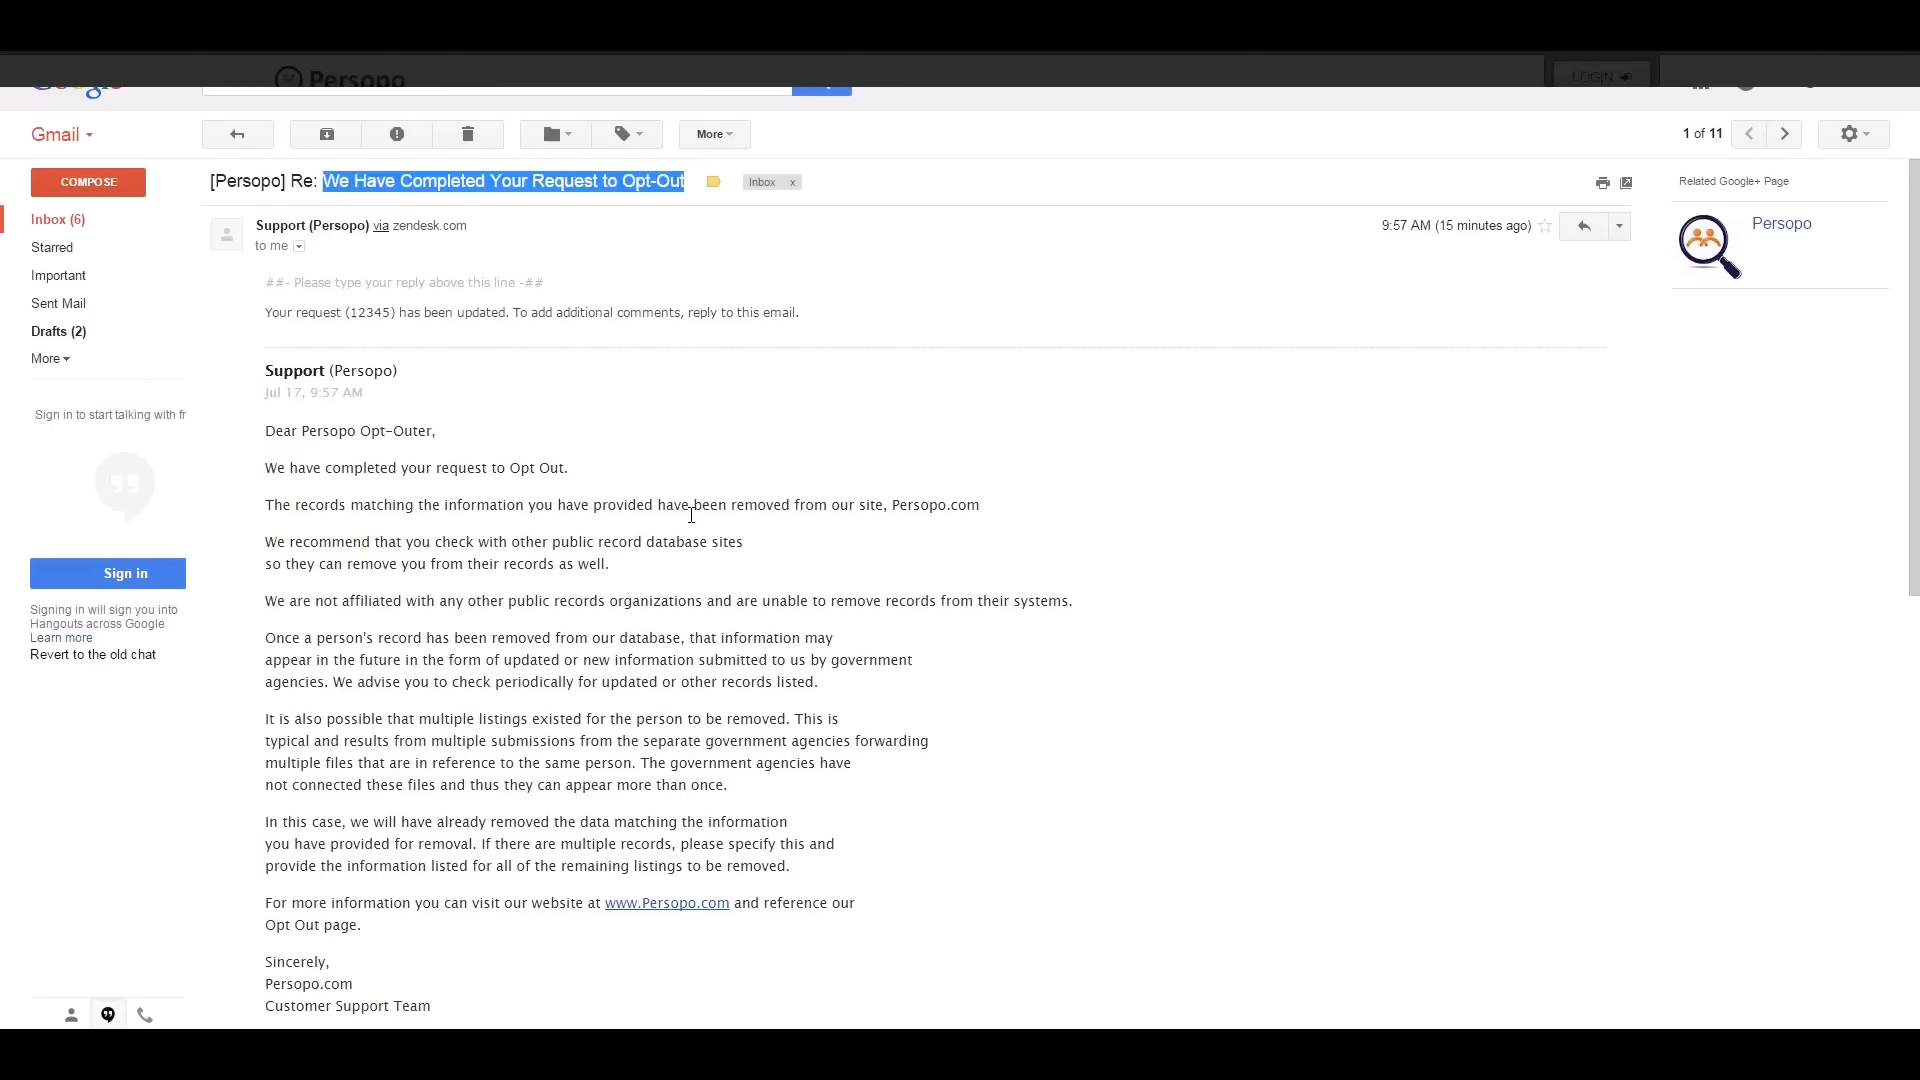 Persopo
LOGIN
Google
Gmail
More
1 of 11
COMPOSE
[Persopo] Re: We Have Completed Your Request to Opt-Out
Inbox x
Related Google+ Page
Inbox (6)
Support (Persopo) via zendesk.com
9:57 AM (15 minutes ago)
Persopo
to me
Starred
Important
Sent Mail
Drafts (2)
More
##- Please type your reply above this line -##
Your request (12345) has been updated. To add additional comments, reply to this email.
Support (Persopo)
Jul 17, 9:57 AM
Sign in to start talking with fr
Dear Persopo Opt-Outer,
We have completed your request to Opt Out.
The records matching the information you have provided have been removed from our site, Persopo.com
We recommend that you check with other public record database sites
so they can remove you from their records as well.
Sign in
We are not affiliated with any other public records organizations and are unable to remove records from their systems.
Signing in will sign you into
Hangouts across Google
Learn more
Revert to the old chat
Once a person's record has been removed from our database, that information may
appear in the future in the form of updated or new information submitted to us by government
agencies. We advise you to check periodically for updated or other records listed.
It is also possible that multiple listings existed for the person to be removed. This is
typical and results from multiple submissions from the separate government agencies forwarding
multiple files that are in reference to the same person. The government agencies have
not connected these files and thus they can appear more than once.
In this case, we will have already removed the data matching the information
you have provided for removal. If there are multiple records, please specify this and
provide the information listed for all of the remaining listings to be removed.
For more information you can visit our website at www.Persopo.com and reference our
Opt Out page.
Sincerely,
Persopo.com
Customer Support Team